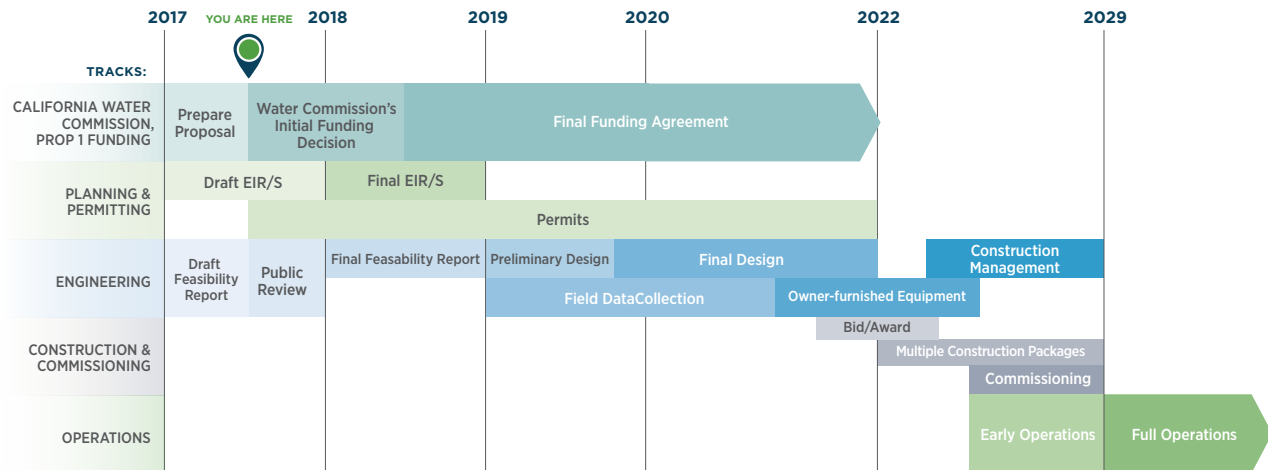 2017
YOU ARE HERE
2018
2019
2020
2022
2029
TRACKS:
CALIFORNIA WATER
COMMISSION,
PROP 1 FUNDING
Prepare
Proposal
Water Commission's
Initial Funding
Decision
Final Funding Agreement
PLANNING &
PERMITTING
Draft EIR/S
Final EIR/S
Permits
ENGINEERING
Draft
Feasibility
Report
Public
Review
Final Feasability Report
Preliminary Design
Final Design
Construction
Management
Field DataCollection
Owner-furnished Equipment
CONSTRUCTION &
COMMISSIONING
Bid/Award
Multiple Construction Packages
Commissioning
OPERATIONS
Early Operations
Full Operations